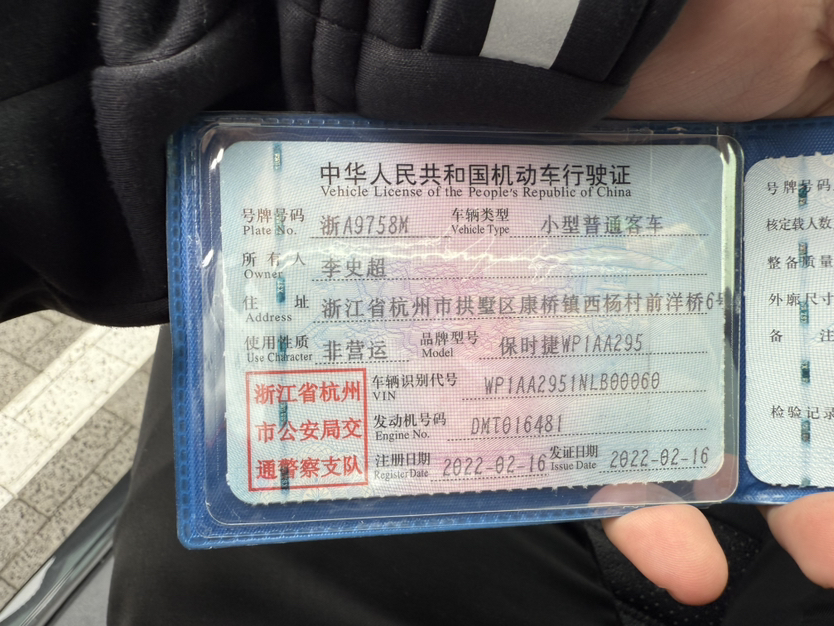 中华人民共和国机动车行驶证
Vehicle License of the People's Republic of China
号牌号码 浙A9758M 车辆类型 小型普通客车
Plate No. Vehicle Type
所有人 李史超
Owner
住址 浙江省杭州市拱墅区康桥镇西杨村前洋桥6号
Address
使用性质 非营运 品牌型号 保时捷WP1AA295
Use Character Model
浙江省杭州
市公安局交
通警察支队
车辆识别代号 WP1AA2951NLB00060
VIN
发动机号码 DMT016481
Engine No.
注册日期 2022-02-16 发证日期 2022-02-16
Register Date Issue Date
号牌号码
核定载人数
整备质量
外廓尺寸
备注
检验记录